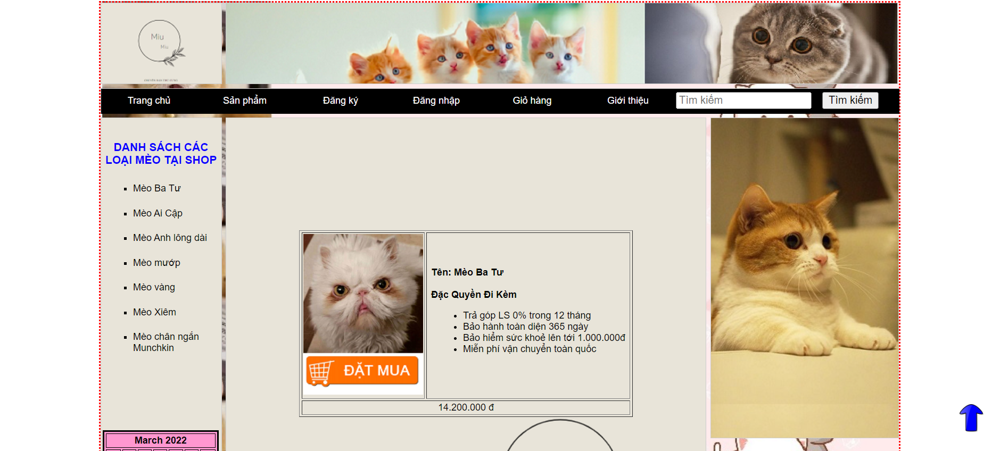 Miu
Miu
CHUYÊN BÁN THÚ CƯNG
Trang chủ
Sản phẩm
Đăng ký
Đăng nhập
Giỏ hàng
Giới thiệu
Tìm kiếm
Tìm kiếm
DANH SÁCH CÁC
LOẠI MÈO TẠI SHOP
Mèo Ba Tư
Mèo Ai Cập
Mèo Anh lông dài
Mèo mướp
Mèo vàng
Mèo Xiêm
Mèo chân ngắn
Munchkin
March 2022
Tên: Mèo Ba Tư
Đặc Quyền Đi Kèm
Trả góp LS 0% trong 12 tháng
Bảo hành toàn diện 365 ngày
Bảo hiểm sức khoẻ lên tới 1.000.000đ
Miễn phí vận chuyển toàn quốc
ĐẶT MUA
14.200.000 đ